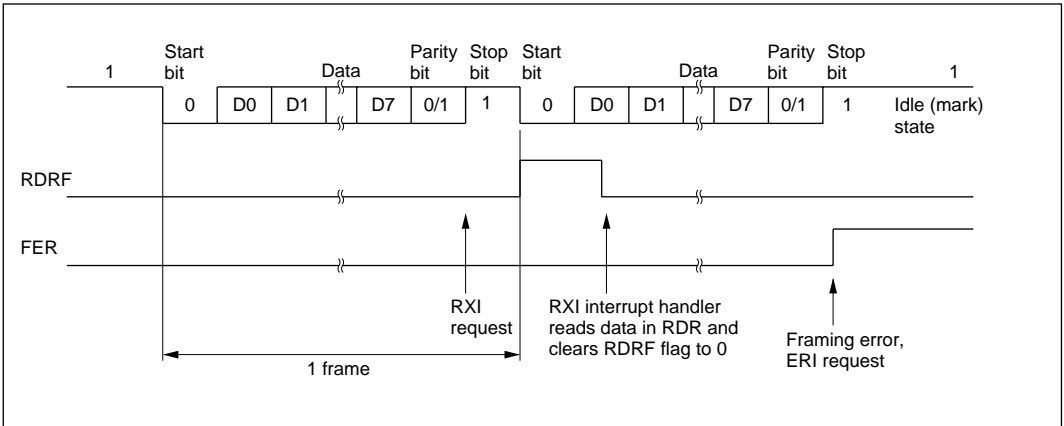 Start bit
Parity bit
Stop bit
Start bit
Parity bit
Stop bit
1
Data
Data
1
0 D0 D1 D7 0/1 1 0 D0 D1 D7 0/1 1
Idle (mark) state
RDRF
FER
RXI request
RXI interrupt handler
reads data in RDR and
clears RDRF flag to 0
Framing error,
ERI request
1 frame